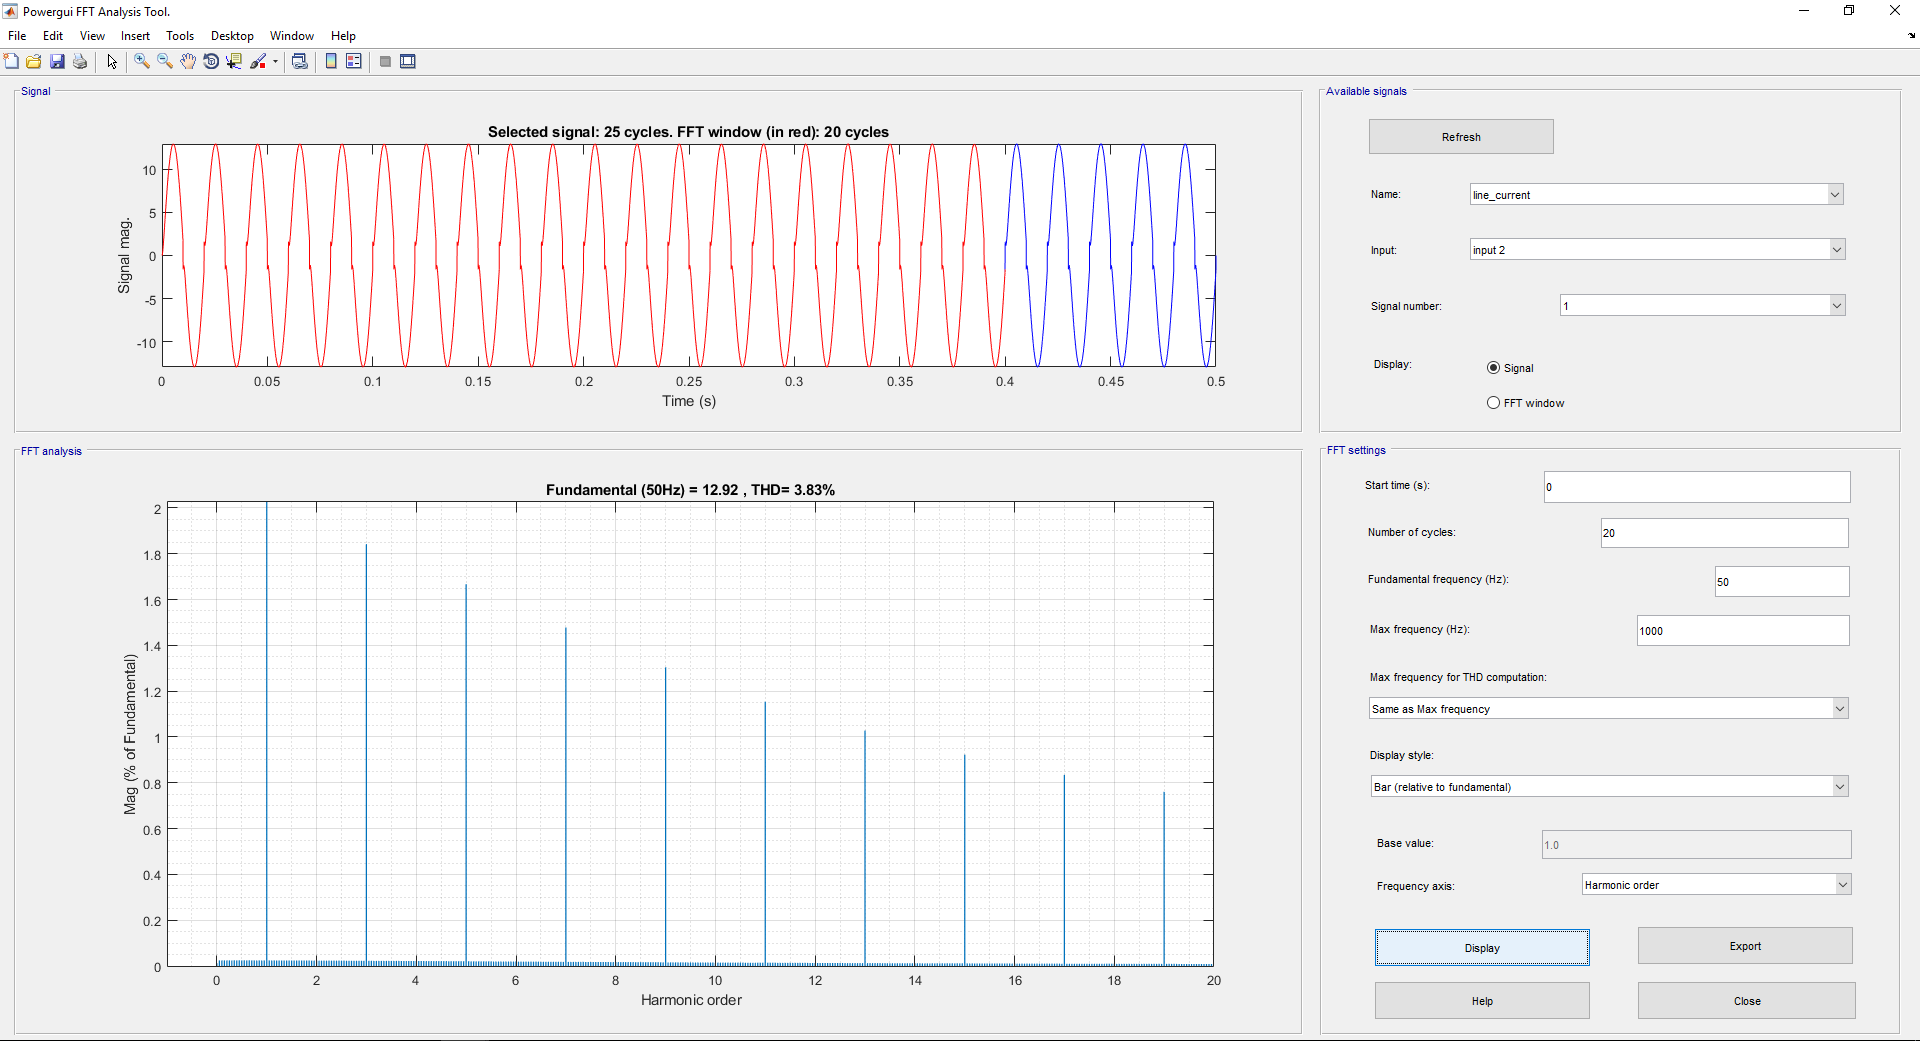 Powergui FFT Analysis Tool.
File Edit View Insert Tools Desktop Window Help
Signal
Selected signal: 25 cycles. FFT window (in red): 20 cycles
Signal mag.
10
5
0
-5
-10
0 0.05 0.1 0.15 0.2 0.25 0.3 0.35 0.4 0.45 0.5
Time (s)
FFT analysis
Fundamental (50Hz) = 12.92 , THD= 3.83%
Mag (% of Fundamental)
2
1.8
1.6
1.4
1.2
1
0.8
0.6
0.4
0.2
0
0 2 4 6 8 10 12 14 16 18 20
Harmonic order
Available signals
Refresh
Name: line_current
Input: input 2
Signal number: 1
Display: Signal
FFT window
FFT settings
Start time (s): 0
Number of cycles: 20
Fundamental frequency (Hz): 50
Max frequency (Hz): 1000
Max frequency for THD computation:
Same as Max frequency
Display style:
Bar (relative to fundamental)
Base value: 1.0
Frequency axis: Harmonic order
Display Export
Help Close